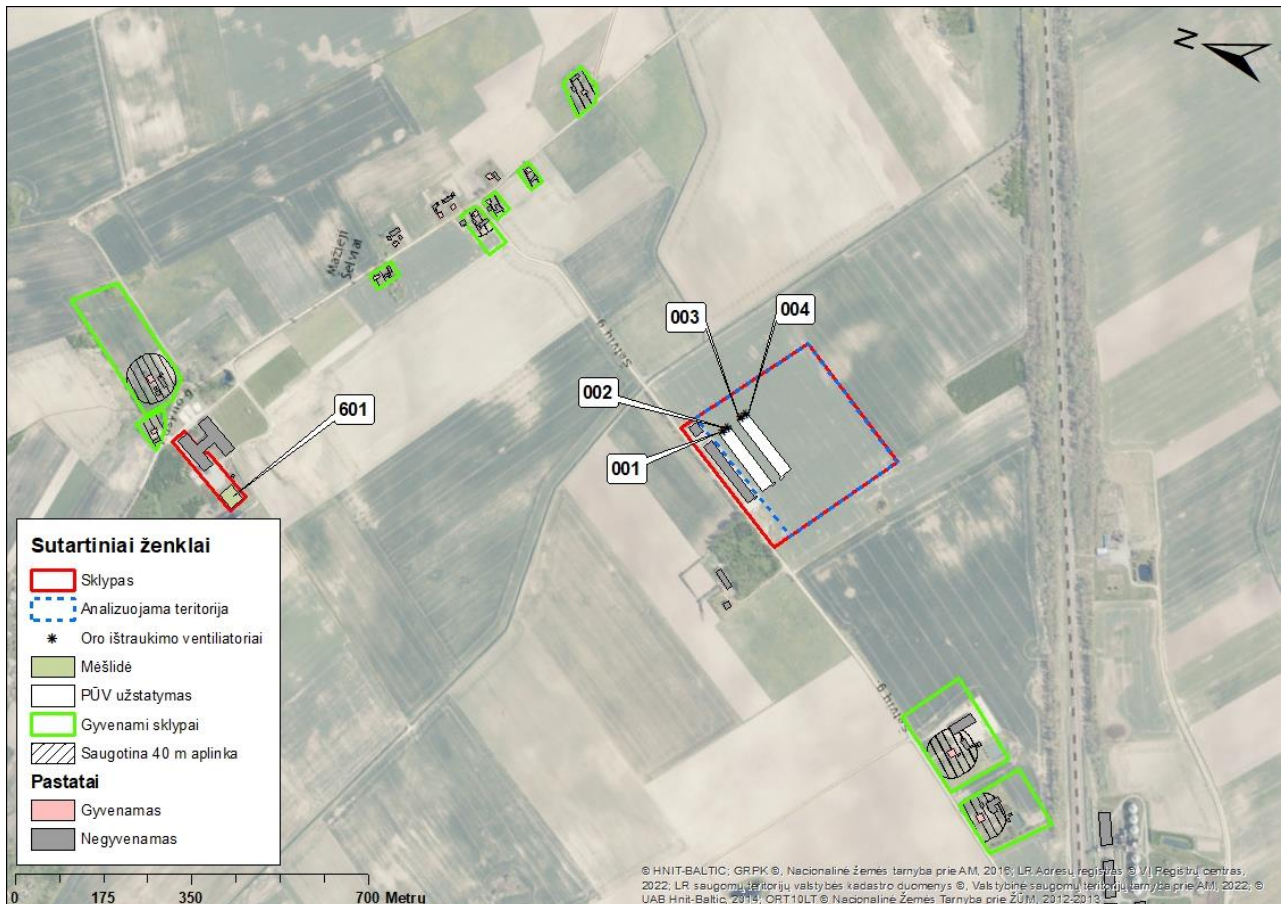 N
Mažieji
Šelviai
Šelvių g.
003
004
002
001
601
Šelvių g.
Sutartiniai ženklai
Sklypas
Analizuojama teritorija
Oro ištraukimo ventiliatoriai
Mėšlidė
PŪV užstatymas
Gyvenami sklypai
Saugotina 40 m aplinka
Pastatai
Gyvenamas
Negyvenamas
0 175 350 700 Metrų
© HNIT-BALTIC; GRPK ©, Nacionalinė žemės tarnyba prie AM, 2016; LR Adresų registras © VĮ Registrų centras,
2022; LR saugomų teritorijų valstybės kadastro duomenys ©, Valstybinė saugomų teritorijų tarnyba prie AM, 2022; ©
UAB Hnit-Baltic, 2014; ORT10LT © Nacionalinė Žemės Tarnyba prie ŽŪM, 2012-2013